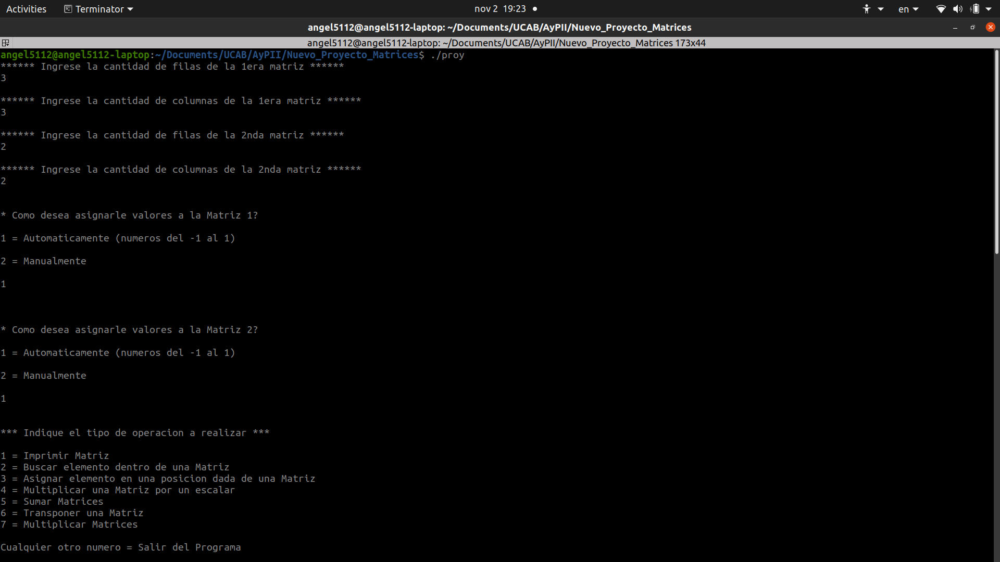 Activities Terminator nov 2 19:23 en
angel5112@angel5112-laptop: ~/Documents/UCAB/AyPII/Nuevo_Proyecto_Matrices
angel5112@angel5112-laptop: ~/Documents/UCAB/AyPII/Nuevo_Proyecto_Matrices 173x44
angel5112@angel5112-laptop:~/Documents/UCAB/AyPII/Nuevo_Proyecto_Matrices$ ./proy
****** Ingrese la cantidad de filas de la 1era matriz ******
3
****** Ingrese la cantidad de columnas de la 1era matriz ******
3
****** Ingrese la cantidad de filas de la 2nda matriz ******
2
****** Ingrese la cantidad de columnas de la 2nda matriz ******
2
* Como desea asignarle valores a la Matriz 1?
1 = Automaticamente (numeros del -1 al 1)
2 = Manualmente
1
* Como desea asignarle valores a la Matriz 2?
1 = Automaticamente (numeros del -1 al 1)
2 = Manualmente
1
*** Indique el tipo de operacion a realizar ***
1 = Imprimir Matriz
2 = Buscar elemento dentro de una Matriz
3 = Asignar elemento en una posicion dada de una Matriz
4 = Multiplicar una Matriz por un escalar
5 = Sumar Matrices
6 = Transponer una Matriz
7 = Multiplicar Matrices
Cualquier otro numero = Salir del Programa